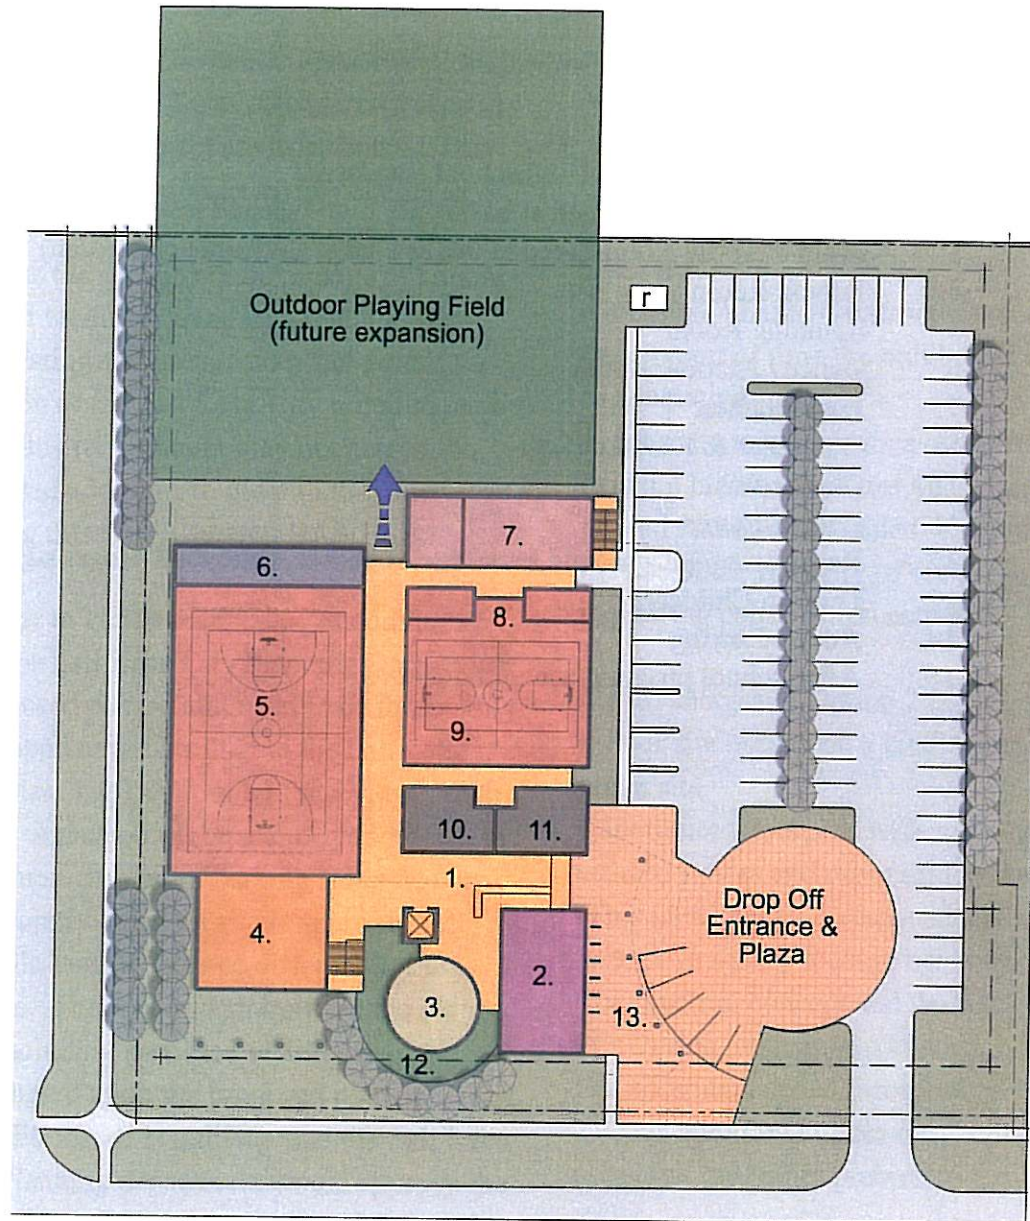 Outdoor Playing Field
(future expansion)
r
7.
6.
8.
5.
9.
10.
11.
1.
Drop Off
Entrance &
Plaza
4.
2.
3.
13.
12.